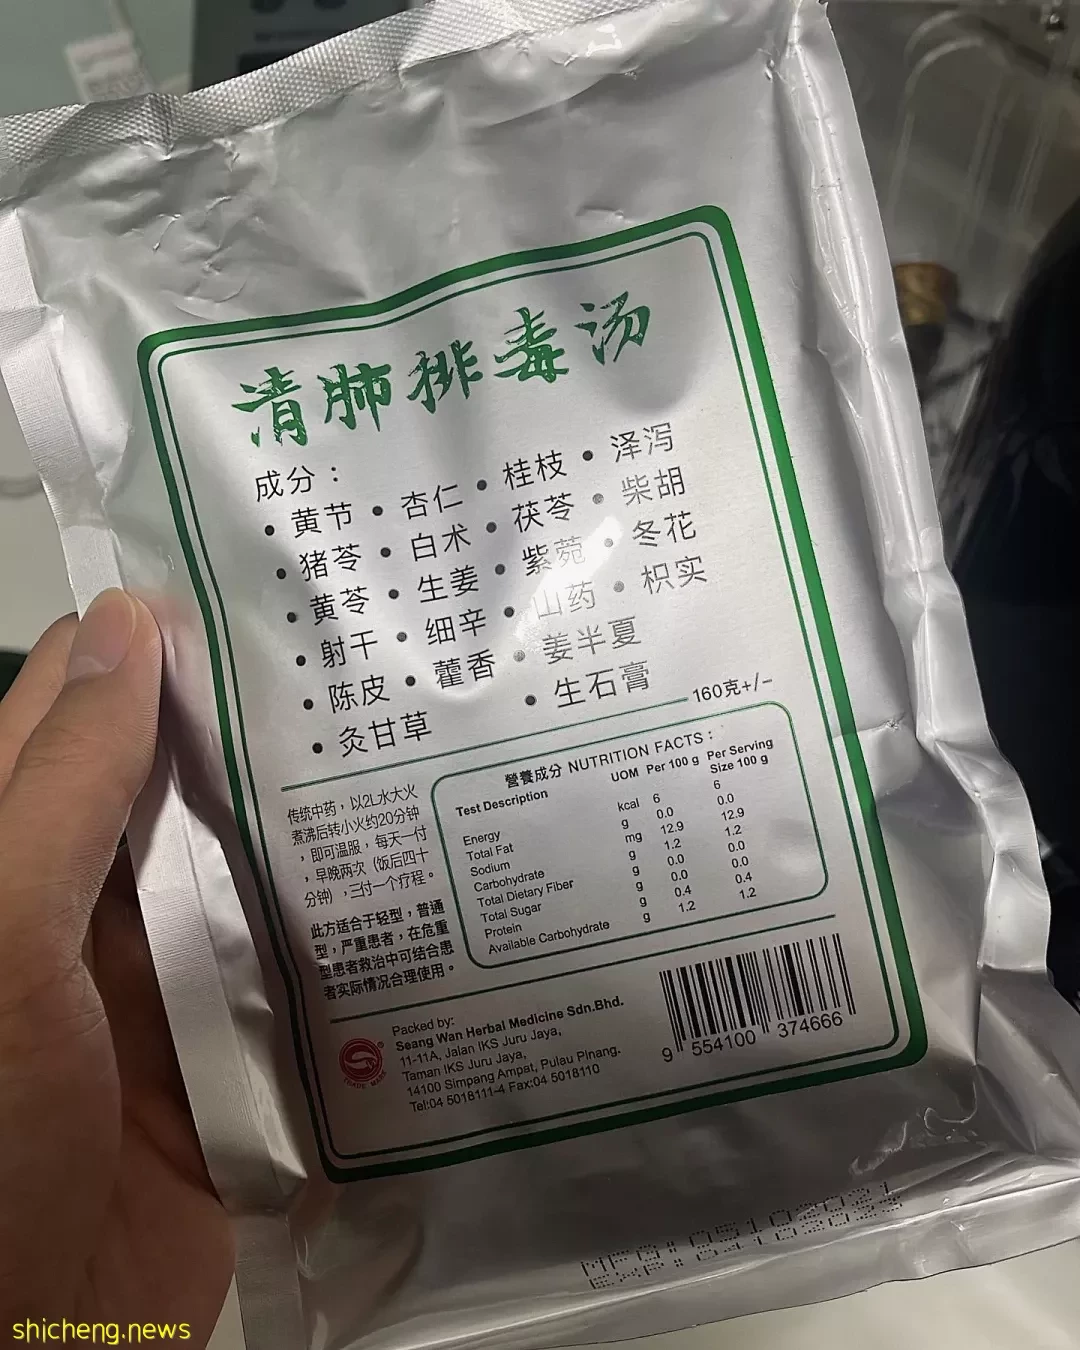 清肺排毒汤
成分：
• 黄节 • 杏仁 • 桂枝 • 泽泻
• 猪苓 • 白术 • 茯苓 • 柴胡
• 黄苓 • 生姜 • 紫菀 • 冬花
• 射干 • 细辛 • 山药 • 枳实
• 陈皮 • 藿香 • 姜半夏
• 灸甘草 • 生石膏
160克+/-
传统中药，以2L水大火
煮沸后转小火约20分钟
，即可温服，每天一付
，早晚两次（饭后四十
分钟），三付一个疗程。
此方适合于轻型，普通
型，严重患者，在危重
型患者救治中可结合患
者实际情况合理使用。
營養成分 NUTRITION FACTS :
Test Description UOM Per 100 g Per Serving Size 100 g
Energy kcal 6 6
Total Fat g 0.0 0.0
Sodium mg 12.9 12.9
Carbohydrate g 1.2 1.2
Total Dietary Fiber g 0.0 0.0
Total Sugar g 0.0 0.0
Protein g 0.4 0.4
Available Carbohydrate g 1.2 1.2
Packed by:
Seang Wan Herbal Medicine Sdn.Bhd.
11-11A, Jalan IKS Juru Jaya,
Taman IKS Juru Jaya,
14100 Simpang Ampat, Pulau Pinang.
Tel:04 5018111-4 Fax:04 5018110
TRADE MARK
®
9 554100 374666
MFG:05102021
EXP:04102023
shicheng.news